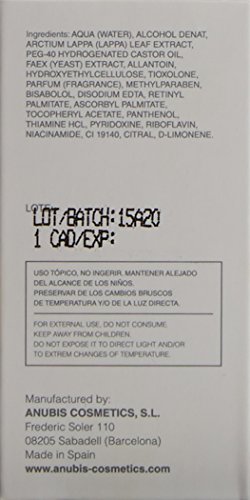 Ingredients: AQUA (WATER), ALCOHOL DENAT,
ARCTIUM LAPPA (LAPPA) LEAF EXTRACT,
PEG-40 HYDROGENATED CASTOR OIL,
FAEX (YEAST) EXTRACT, ALLANTOIN,
HYDROXYETHYLCELLULOSE, TIOXOLONE,
PARFUM (FRAGRANCE), METHYLPARABEN,
BISABOLOL, DISODIUM EDTA, RETINYL
PALMITATE, ASCORBYL PALMITATE,
TOCOPHERYL ACETATE, PANTHENOL,
THIAMINE HCL, PYRIDOXINE, RIBOFLAVIN,
NIACINAMIDE, CI 19140, CITRAL, D-LIMONENE.
LOTE:
LOT/BATCH:15A20
1 CAD/EXP:
USO TÓPICO, NO INGERIR. MANTENER ALEJADO
DEL ALCANCE DE LOS NIÑOS.
PRESERVAR DE LOS CAMBIOS BRUSCOS
DE TEMPERATURA Y/O DE LA LUZ DIRECTA.
FOR EXTERNAL USE, DO NOT CONSUME
KEEP AWAY FROM CHILDREN.
DO NOT EXPOSE IT TO DIRECT LIGHT AND/OR
TO EXTREM CHANGES OF TEMPERATURE.
Manufactured by:
ANUBIS COSMETICS, S.L.
Frederic Soler 110
08205 Sabadell (Barcelona)
Made in Spain
www.anubis-cosmetics.com